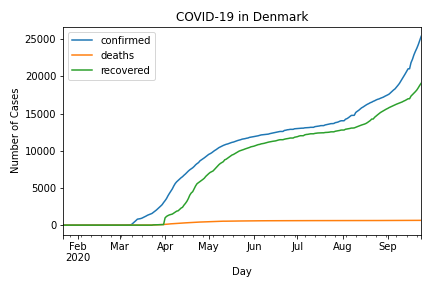 COVID-19 in Denmark
confirmed
deaths
recovered
Number of Cases
25000
20000
15000
10000
5000
0
Feb Mar Apr May Jun Jul Aug Sep
2020
Day